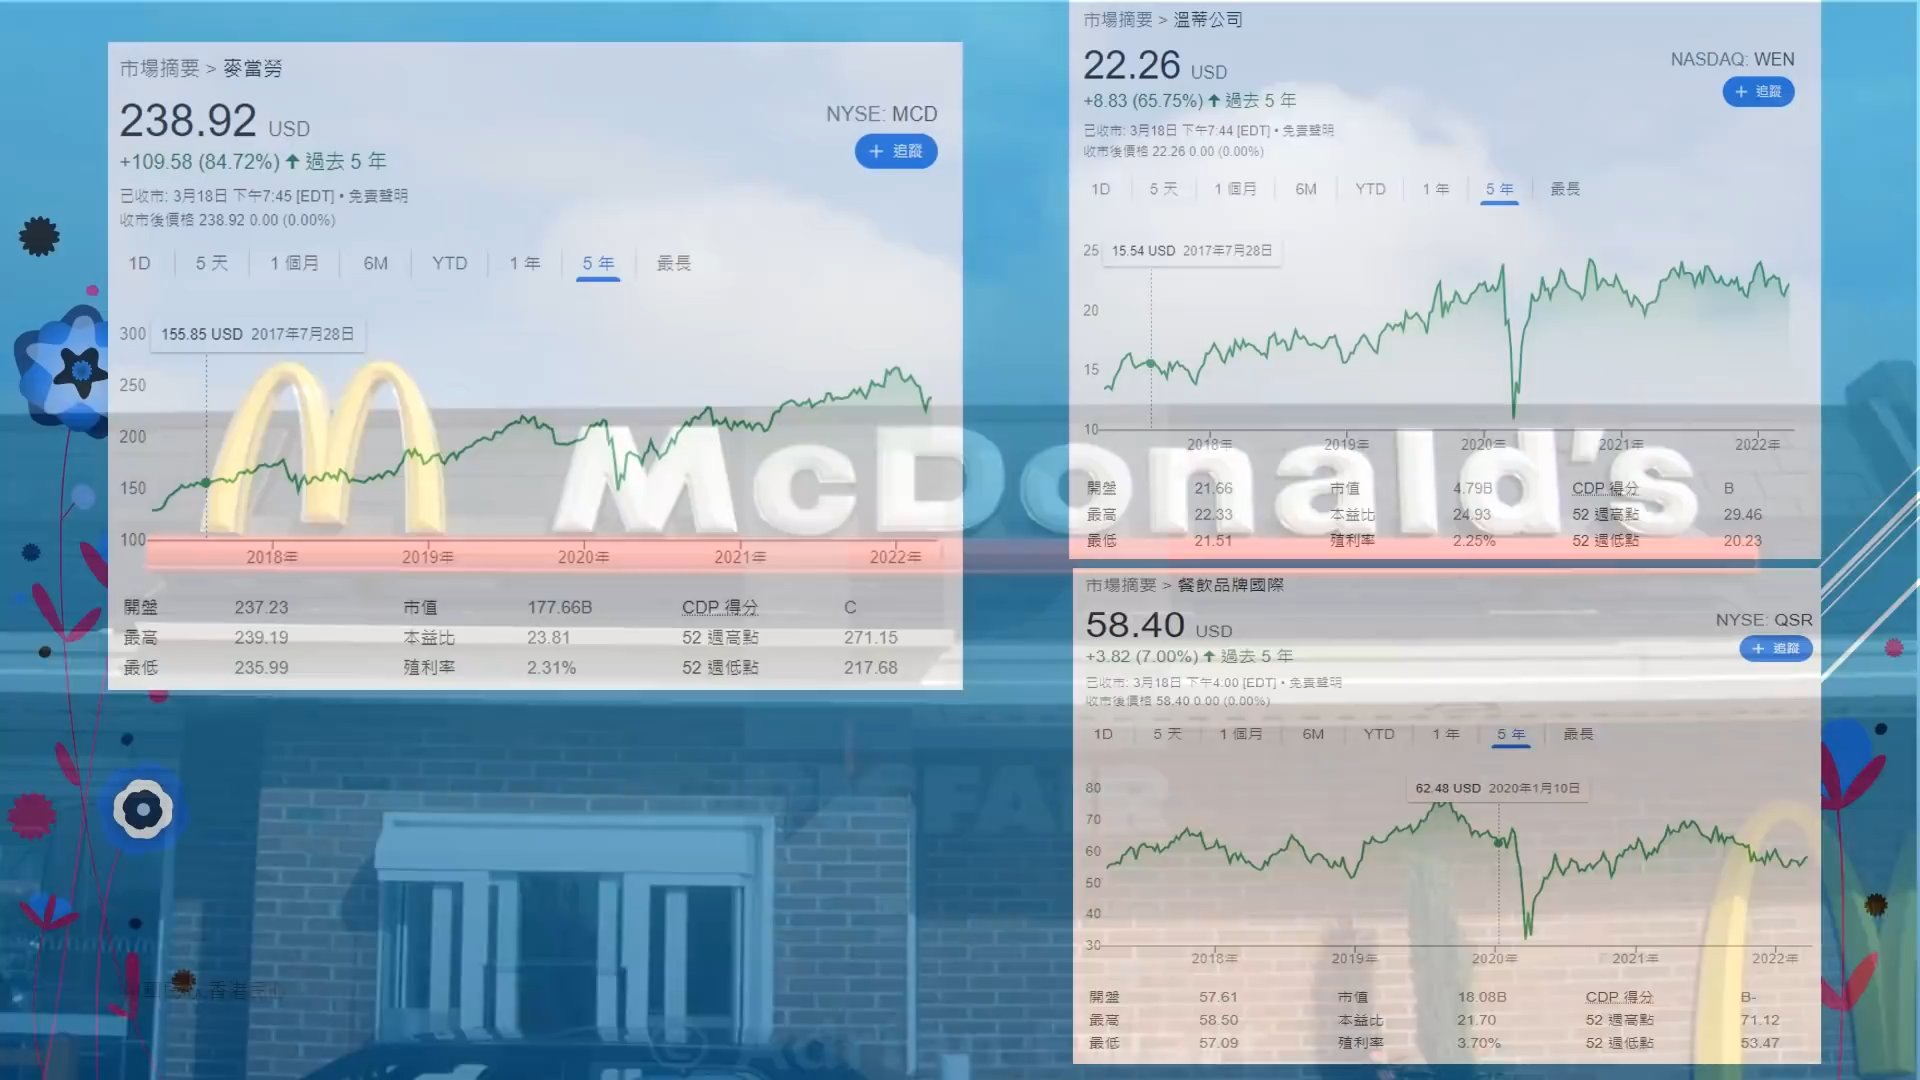 市場摘要 > 麥當勞
238.92 USD
NYSE: MCD
+109.58 (84.72%) ↑ 過去 5 年
+ 追蹤
已收市: 3月18日 下午7:45 [EDT] • 免責聲明
收市後價格 238.92 0.00 (0.00%)
1D 5 天 1 個月 6M YTD 1 年 5 年 最長
155.85 USD 2017年7月28日
300
250
200
150
100
2018年 2019年 2020年 2021年 2022年
開盤 237.23 市值 177.66B CDP 得分 C
最高 239.19 本益比 23.81 52 週高點 271.15
最低 235.99 殖利率 2.31% 52 週低點 217.68
McDonald's
市場摘要 > 溫蒂公司
22.26 USD
NASDAQ: WEN
+8.83 (65.75%) ↑ 過去 5 年
+ 追蹤
已收市: 3月18日 下午7:44 [EDT] • 免責聲明
收市後價格 22.26 0.00 (0.00%)
1D 5 天 1 個月 6M YTD 1 年 5 年 最長
15.54 USD 2017年7月28日
25
20
15
10
2018年 2019年 2020年 2021年 2022年
開盤 21.66 市值 4.79B CDP 得分 B
最高 22.33 本益比 24.93 52 週高點 29.46
最低 21.51 殖利率 2.25% 52 週低點 20.23
市場摘要 > 餐飲品牌國際
58.40 USD
NYSE: QSR
+3.82 (7.00%) ↑ 過去 5 年
+ 追蹤
已收市: 3月18日 下午4:00 [EDT] • 免責聲明
收市後價格 58.40 0.00 (0.00%)
1D 5 天 1 個月 6M YTD 1 年 5 年 最長
62.48 USD 2020年1月10日
80
70
60
50
40
30
2018年 2019年 2020年 2021年 2022年
開盤 57.61 市值 18.08B CDP 得分 B-
最高 58.50 本益比 21.70 52 週高點 71.12
最低 57.09 殖利率 3.70% 52 週低點 53.47